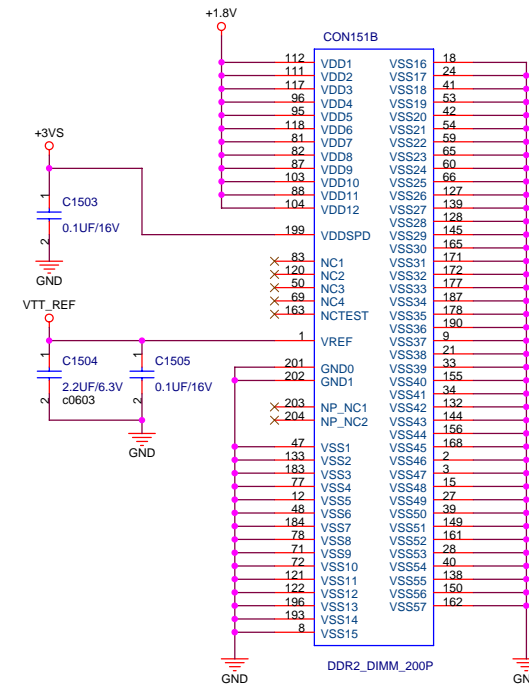 +1.8V
CON151B
112 VDD1 VSS16 18
111 VDD2 VSS17 24
117 VDD3 VSS18 41
96 VDD4 VSS19 53
95 VDD5 VSS20 42
118 VDD6 VSS21 54
81 VDD7 VSS22 59
82 VDD8 VSS23 65
87 VDD9 VSS24 60
103 VDD10 VSS25 66
88 VDD11 VSS26 127
104 VDD12 VSS27 139
VSS28 128
199 VDDSPD VSS29 145
VSS30 165
83 NC1 VSS31 171
120 NC2 VSS32 172
50 NC3 VSS33 177
69 NC4 VSS34 187
163 NCTEST VSS35 178
VSS36 190
1 VREF VSS37 9
VSS38 21
201 GND0 VSS39 33
202 GND1 VSS40 155
VSS41 34
203 NP_NC1 VSS42 132
204 NP_NC2 VSS43 144
VSS44 156
47 VSS1 VSS45 168
133 VSS2 VSS46 2
183 VSS3 VSS47 3
77 VSS4 VSS48 15
12 VSS5 VSS49 27
48 VSS6 VSS50 39
184 VSS7 VSS51 149
78 VSS8 VSS52 161
71 VSS9 VSS53 28
72 VSS10 VSS54 40
121 VSS11 VSS55 138
122 VSS12 VSS56 150
196 VSS13 VSS57 162
193 VSS14
8 VSS15
DDR2_DIMM_200P
GND
GN
+3VS
1
C1503
0.1UF/16V
2
GND
VTT_REF
1 1
C1504 C1505
2.2UF/6.3V 0.1UF/16V
2 c0603 2
GND